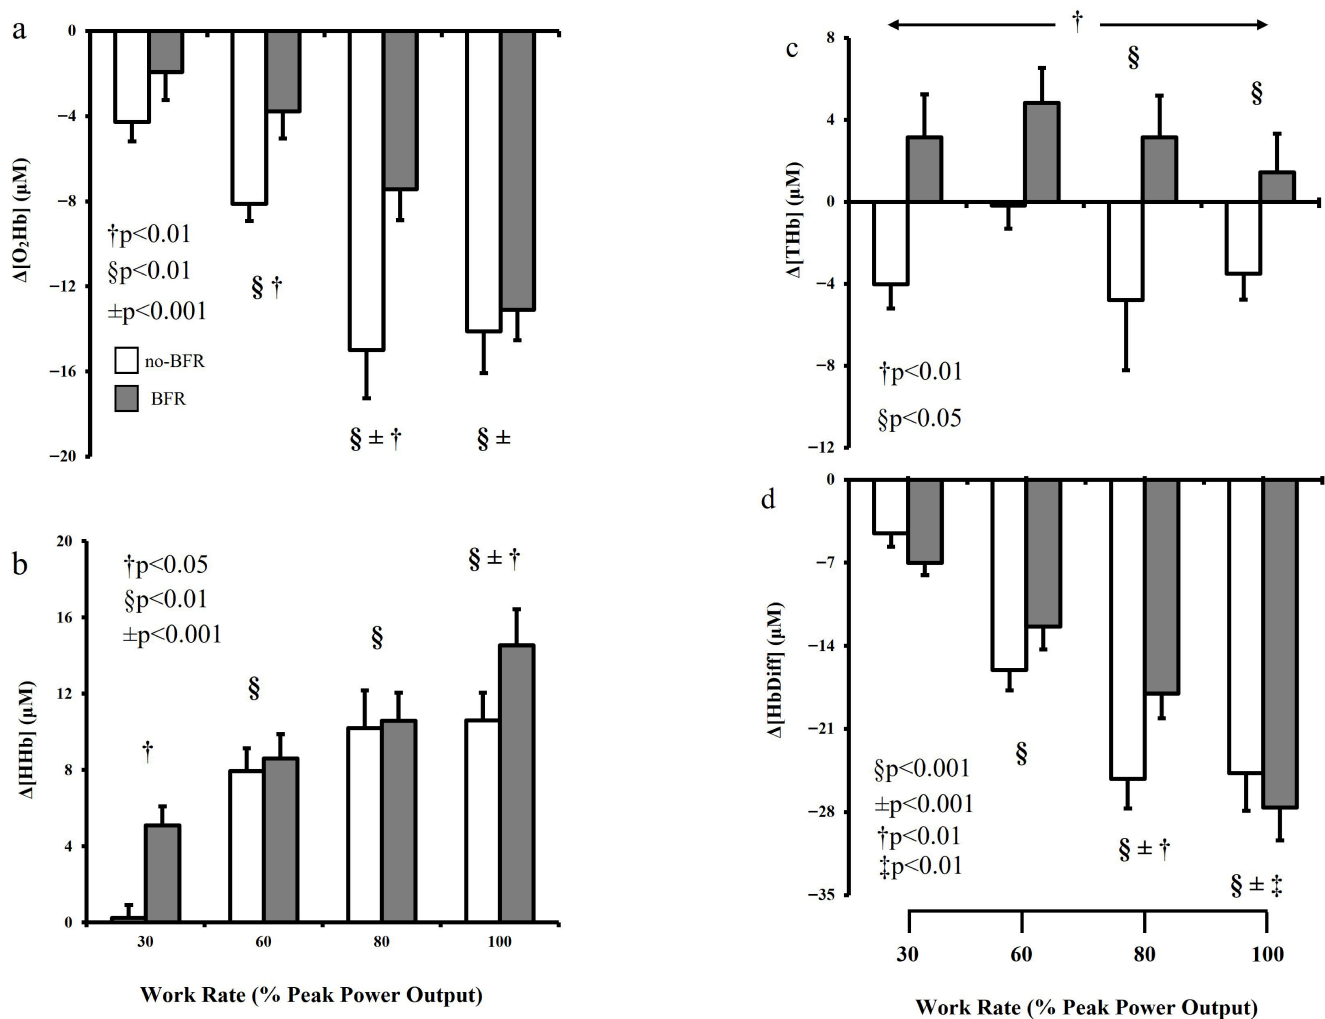 a
0
−4
−8
−12
−16
−20
Δ[O₂Hb] (μM)
†p<0.01
§p<0.01
±p<0.001
no-BFR
BFR
§ †
§ ± †
§ ±
b
20
16
12
8
4
0
Δ[HHb] (μM)
†p<0.05
§p<0.01
±p<0.001
†
§
§
§ ± †
30 60 80 100
Work Rate (% Peak Power Output)
c
†
§
§
8
4
0
−4
−8
−12
Δ[THb] (μM)
†p<0.01
§p<0.05
d
0
−7
−14
−21
−28
−35
Δ[HbDiff] (μM)
§p<0.001
±p<0.001
†p<0.01
‡p<0.01
§
§ ± †
§ ± ‡
30 60 80 100
Work Rate (% Peak Power Output)